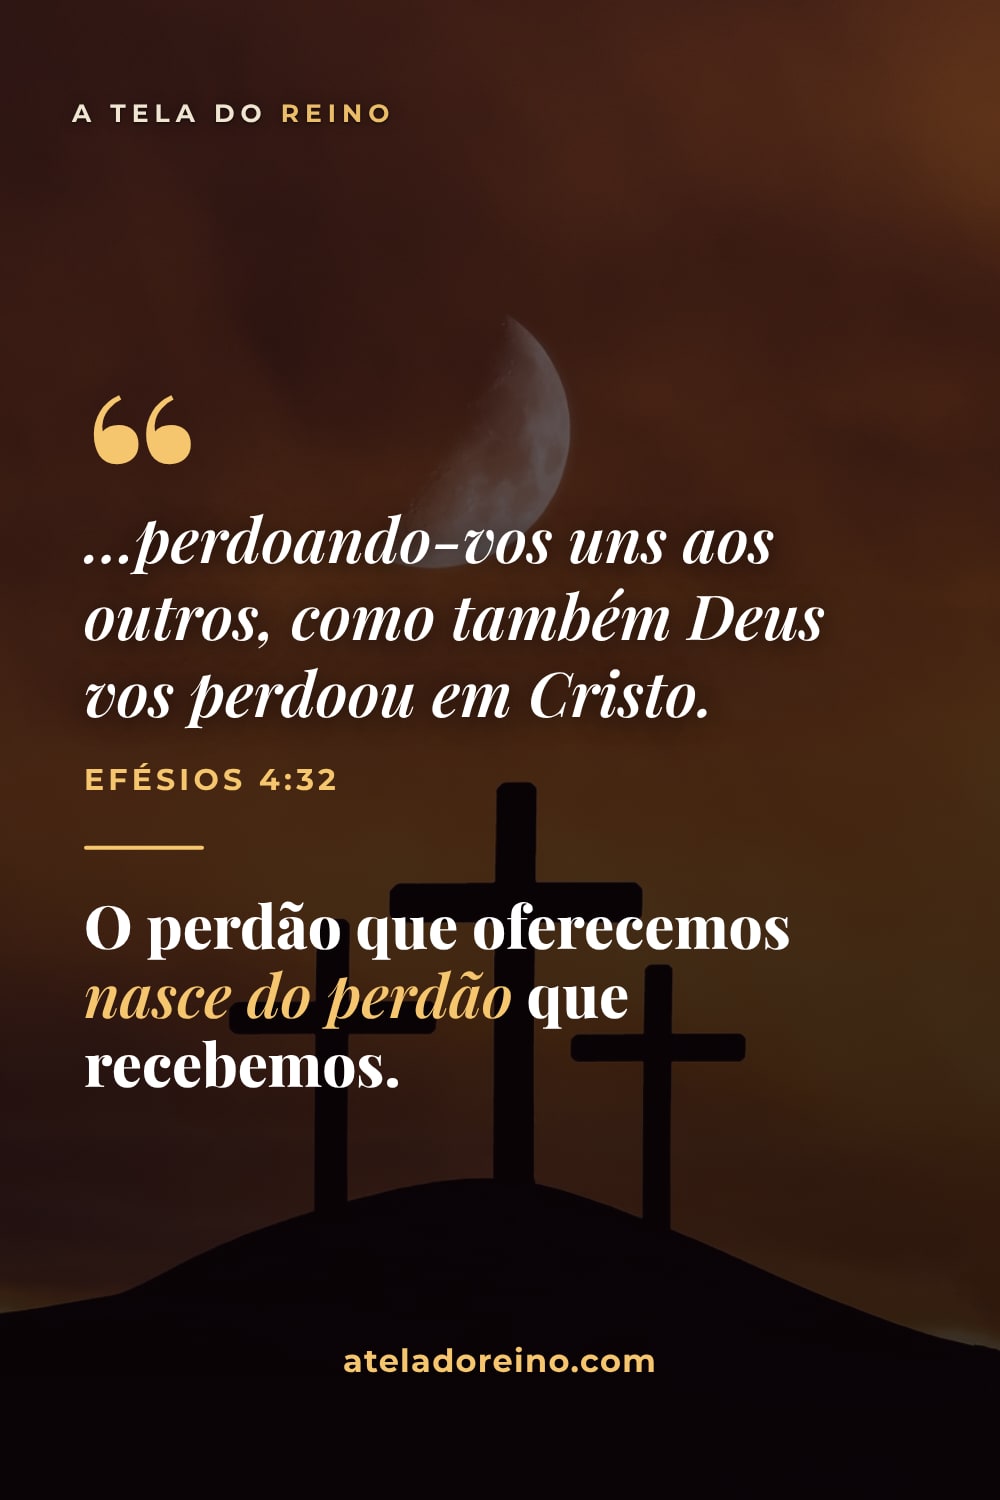 A TELA DO REINO
“
...perdoando-vos uns aos
outros, como também Deus
vos perdoou em Cristo.
EFÉSIOS 4:32
O perdão que oferecemos
nasce do perdão que
recebemos.
ateladoreino.com